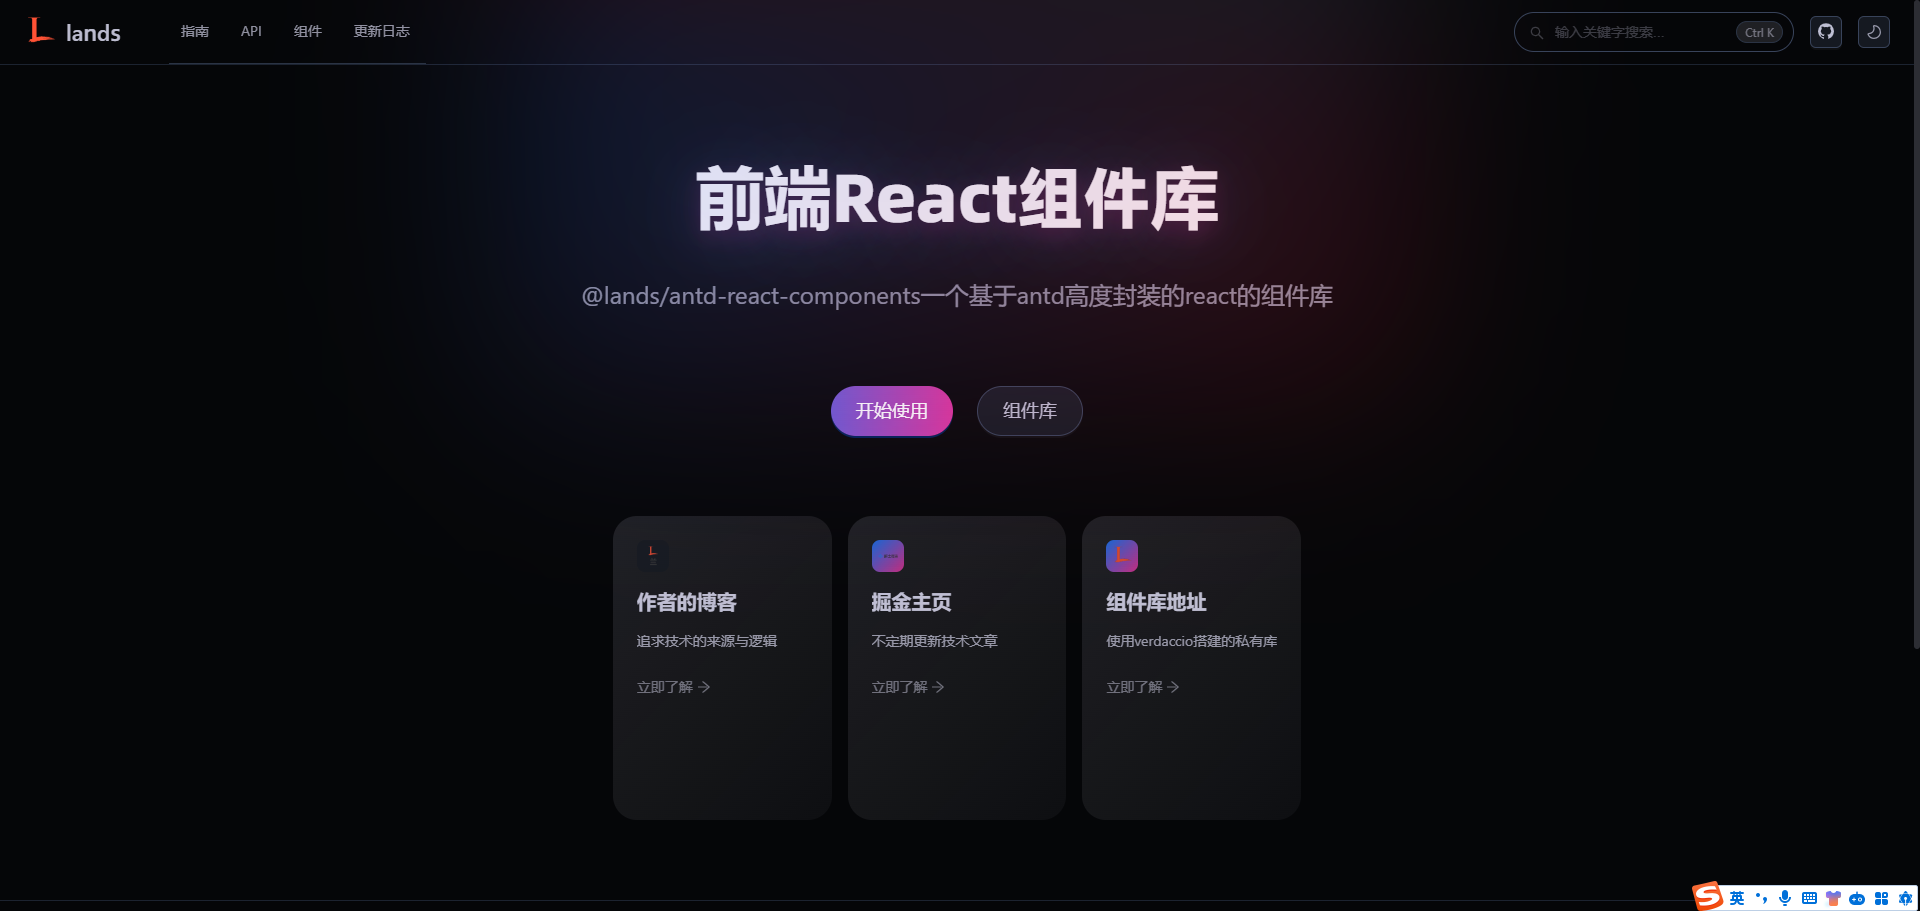 lands
指南
API
组件
更新日志
输入关键字搜索...
Ctrl K
前端React组件库
@lands/antd-react-components一个基于antd高度封装的react的组件库
开始使用
组件库
作者的博客
追求技术的来源与逻辑
立即了解
掘金主页
不定期更新技术文章
立即了解
组件库地址
使用verdaccio搭建的私有库
立即了解
英